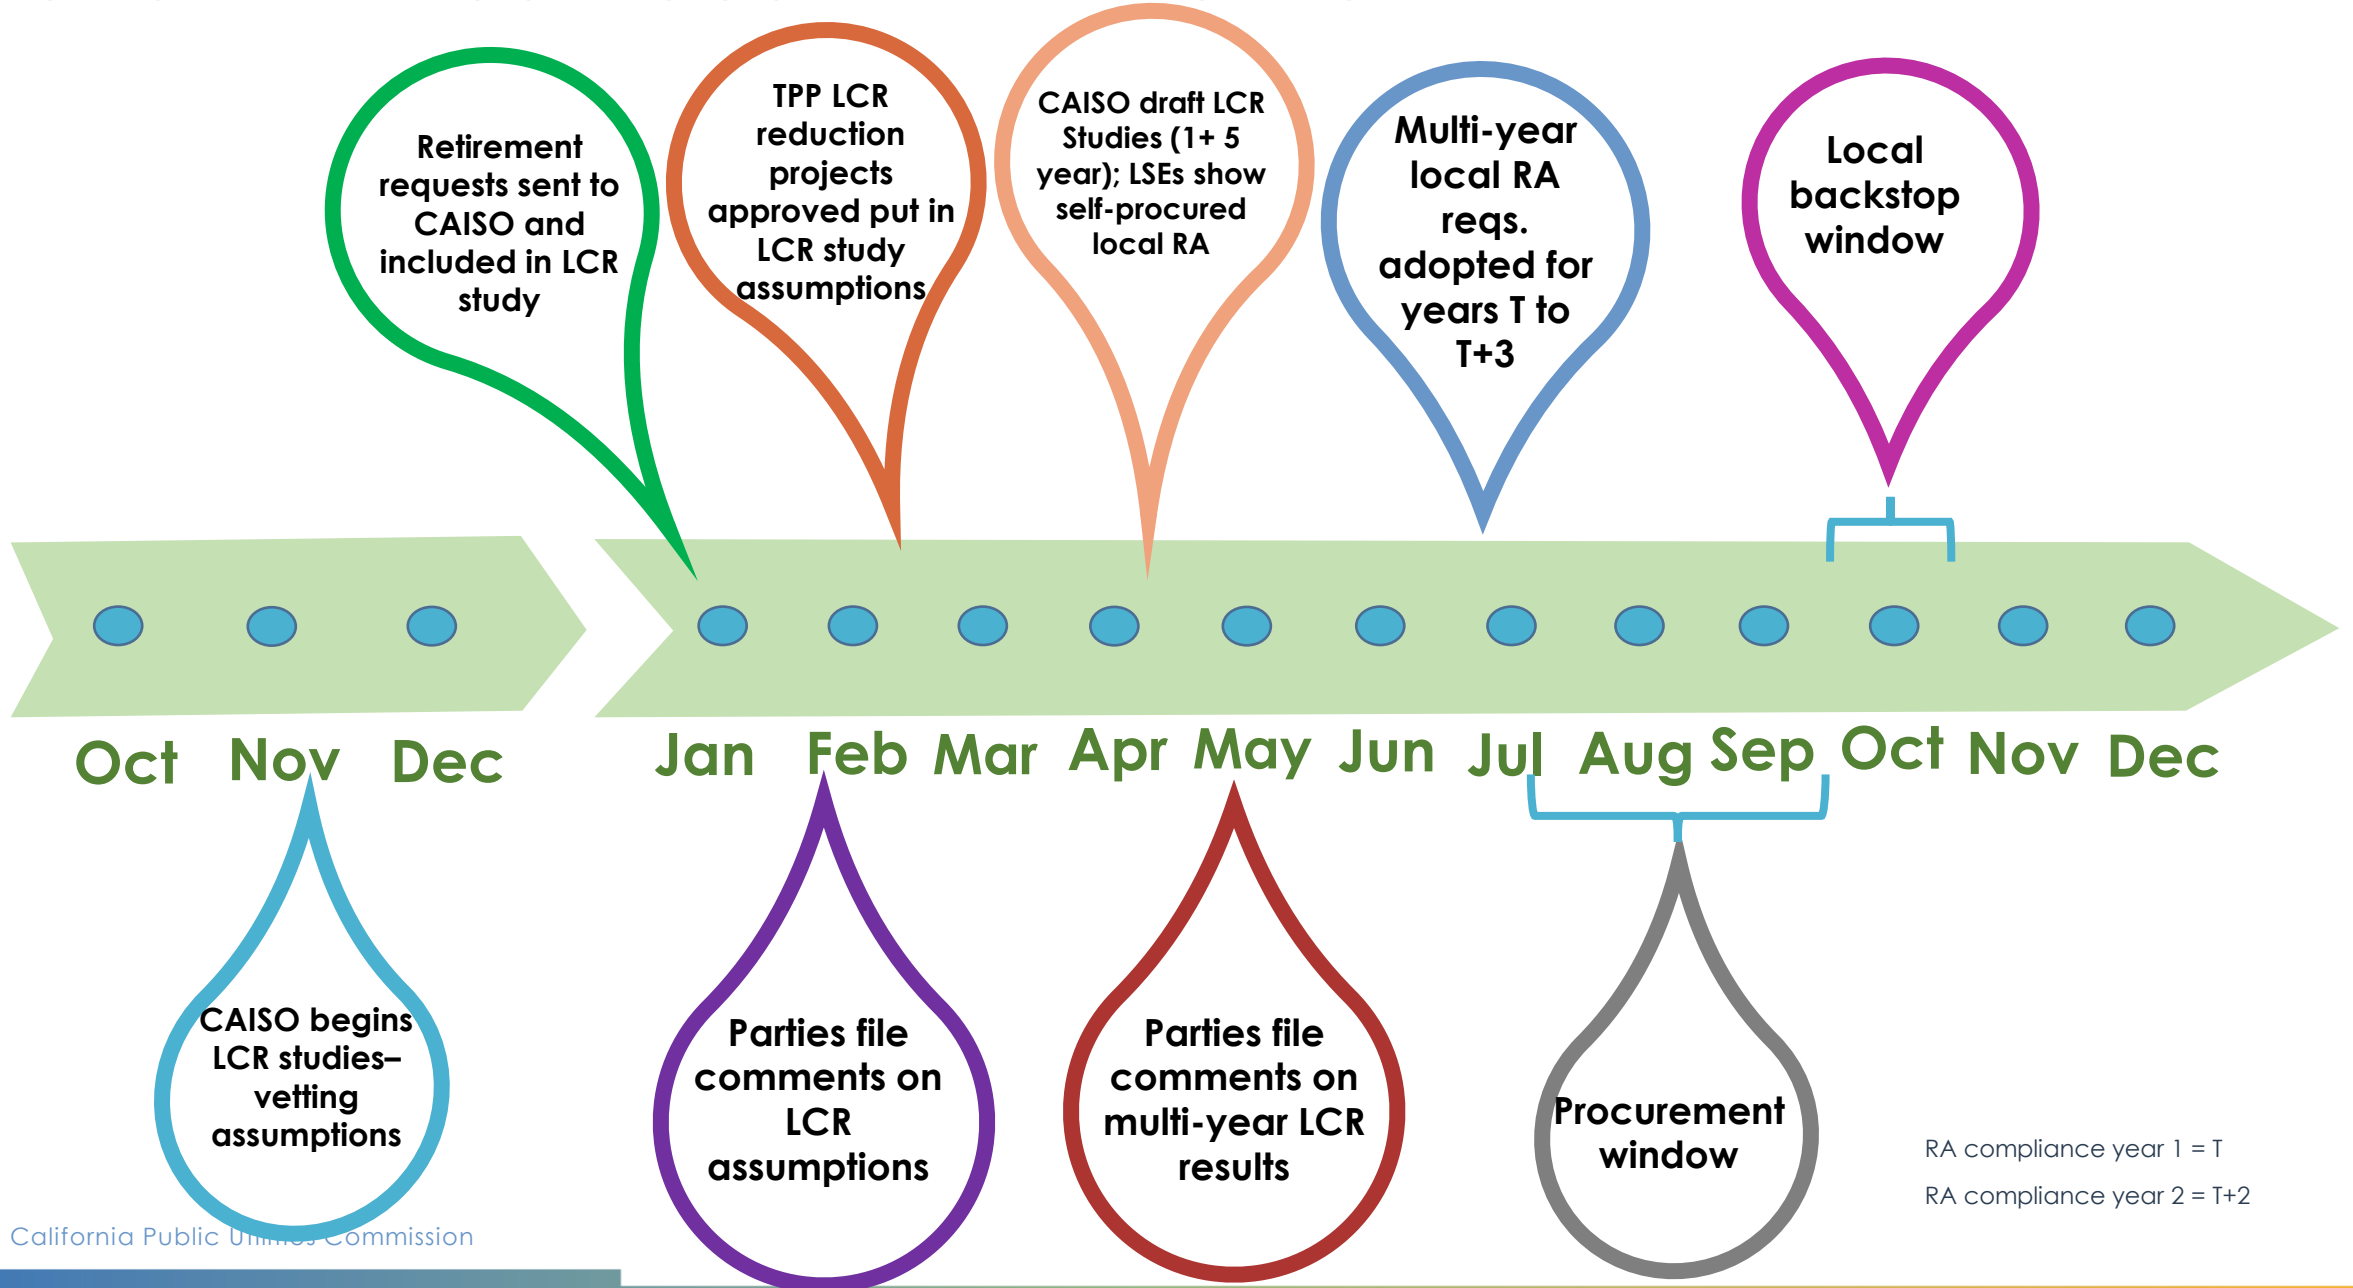 Retirement
requests sent to
CAISO and
included in LCR
study
TPP LCR
reduction
projects
approved put in
LCR study
assumptions
CAISO draft LCR
Studies (1+ 5
year); LSEs show
self-procured
local RA
Multi-year
local RA
reqs.
adopted for
years T to
T+3
Local
backstop
window
Oct Nov Dec Jan Feb Mar Apr May Jun Jul Aug Sep Oct Nov Dec
CAISO begins
LCR studies–
vetting
assumptions
Parties file
comments on
LCR
assumptions
Parties file
comments on
multi-year LCR
results
Procurement
window
RA compliance year 1 = T
RA compliance year 2 = T+2
California Public Utilities Commission